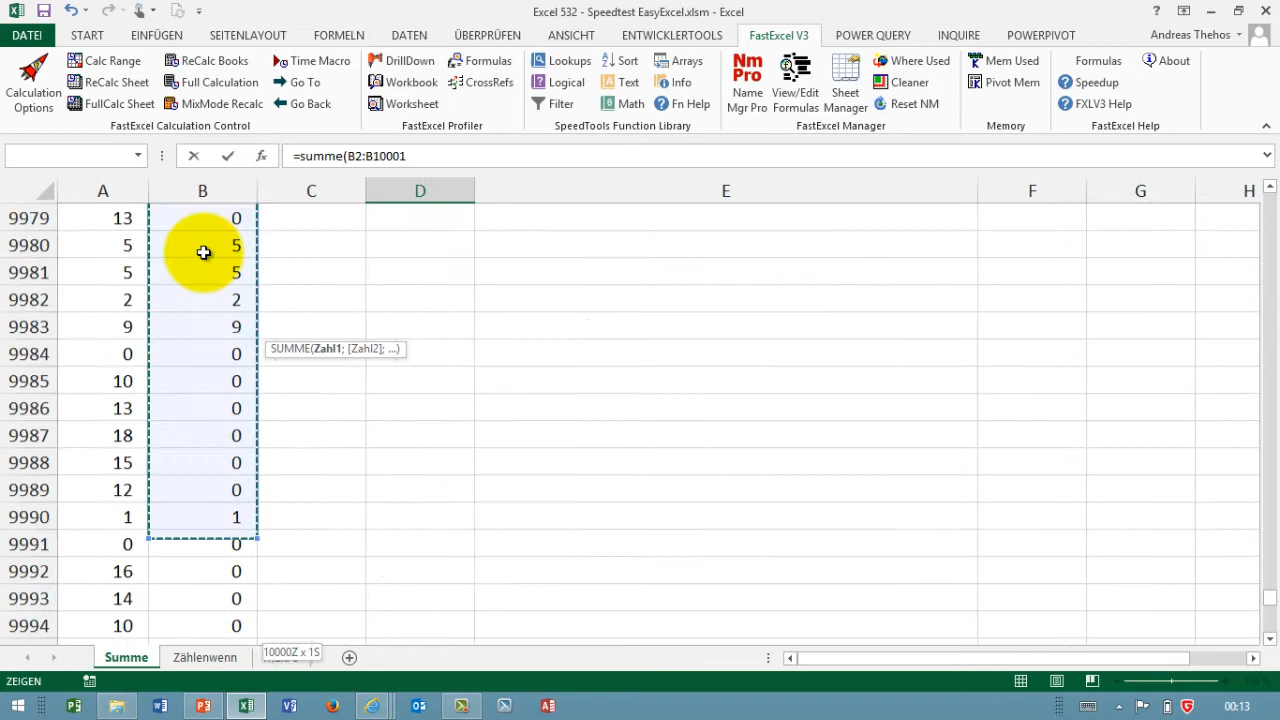 Excel 532 - Speedtest EasyExcel.xlsm - Excel
DATEI START EINFÜGEN SEITENLAYOUT FORMELN DATEN ÜBERPRÜFEN ANSICHT ENTWICKLERTOOLS FastExcel V3 POWER QUERY INQUIRE POWERPIVOT Andreas Thehos
Calc Range ReCalc Books Time Macro DrillDown Formulas Lookups Sort Arrays Where Used Mem Used Formulas About
ReCalc Sheet Full Calculation Go To Workbook CrossRefs Logical Text Info Cleaner Pivot Mem Speedup
FullCalc Sheet MixMode Recalc Go Back Worksheet Filter Math Fn Help Reset NM FXLV3 Help
Calculation Options
Nm Pro
Name Mgr Pro
View/Edit Formulas
Sheet Manager
FastExcel Calculation Control FastExcel Profiler SpeedTools Function Library FastExcel Manager Memory FastExcel Help
=summe(B2:B10001
A B C D E F G H
9979 13 0
9980 5 5
9981 5 5
9982 2 2
9983 9 9
9984 0 0
SUMME(Zahl1; [Zahl2]; ...)
9985 10 0
9986 13 0
9987 18 0
9988 15 0
9989 12 0
9990 1 1
9991 0 0
9992 16 0
9993 14 0
9994 10 0
10000Z x 1S
Summe Zählenwenn
ZEIGEN
00:13